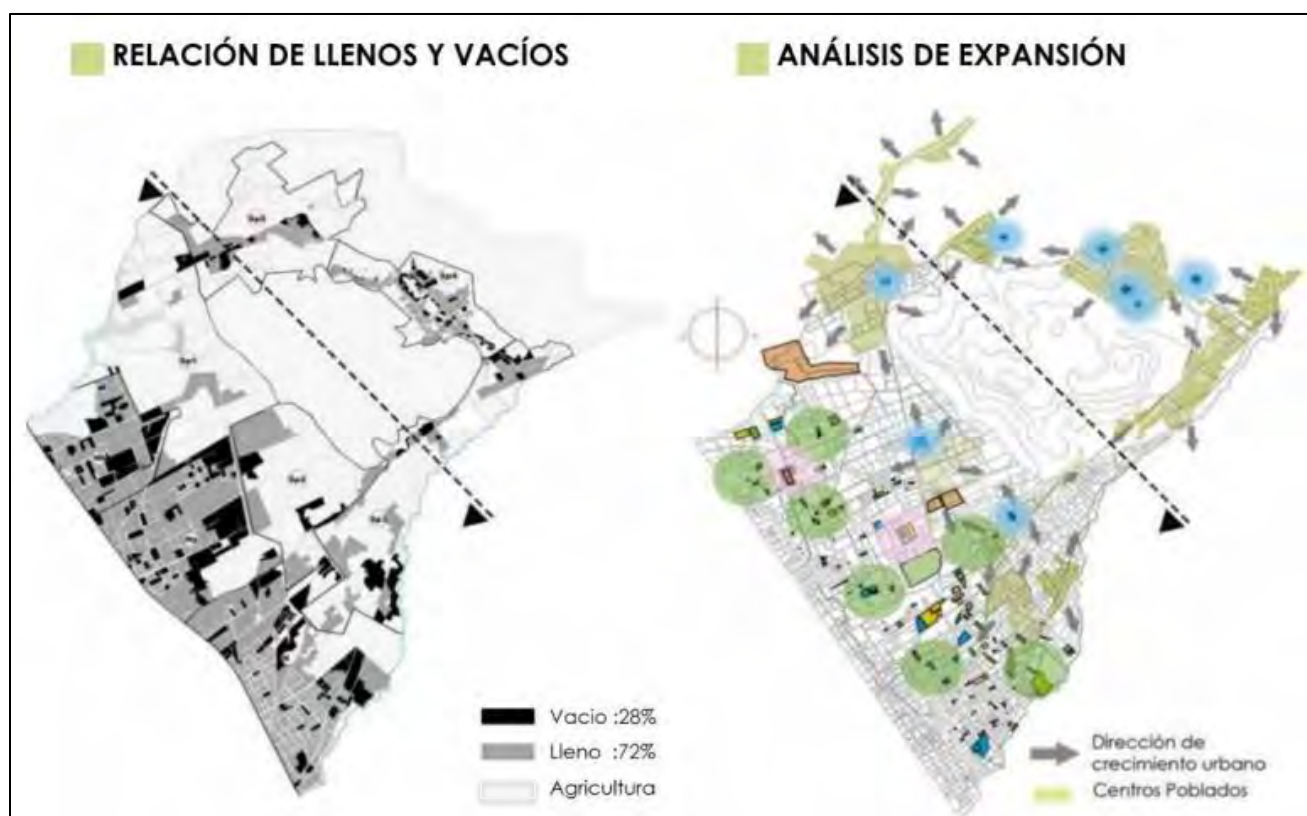 RELACIÓN DE LLENOS Y VACÍOS
ANÁLISIS DE EXPANSIÓN
Vacio :28%
Lleno :72%
Agricultura
Dirección de
crecimiento urbano
Centros Poblados